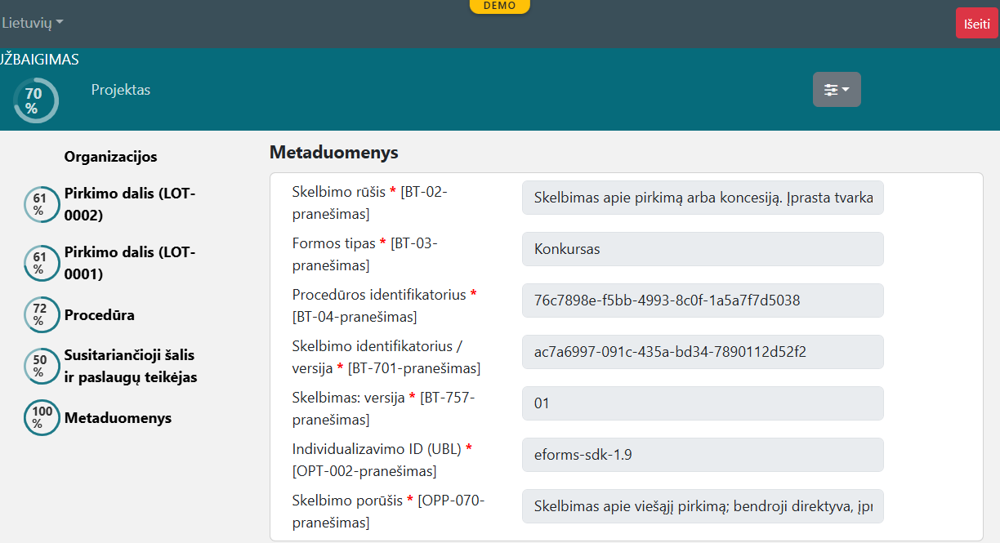 DEMO
Lietuvių
Išeiti
UŽBAIGIMAS
70
%
Projektas
Organizacijos
61
%
Pirkimo dalis (LOT-
0002)
61
%
Pirkimo dalis (LOT-
0001)
72
%
Procedūra
50
%
Susitariančioji šalis
ir paslaugų teikėjas
100
%
Metaduomenys
Metaduomenys
Skelbimo rūšis * [BT-02-
pranešimas]
Skelbimas apie pirkimą arba koncesiją. Įprasta tvarka
Formos tipas * [BT-03-
pranešimas]
Konkursas
Procedūros identifikatorius *
[BT-04-pranešimas]
76c7898e-f5bb-4993-8c0f-1a5a7f7d5038
Skelbimo identifikatorius /
versija * [BT-701-pranešimas]
ac7a6997-091c-435a-bd34-7890112d52f2
Skelbimas: versija * [BT-757-
pranešimas]
01
Individualizavimo ID (UBL) *
[OPT-002-pranešimas]
eforms-sdk-1.9
Skelbimo porūšis * [OPP-070-
pranešimas]
Skelbimas apie viešąjį pirkimą; bendroji direktyva, įpr